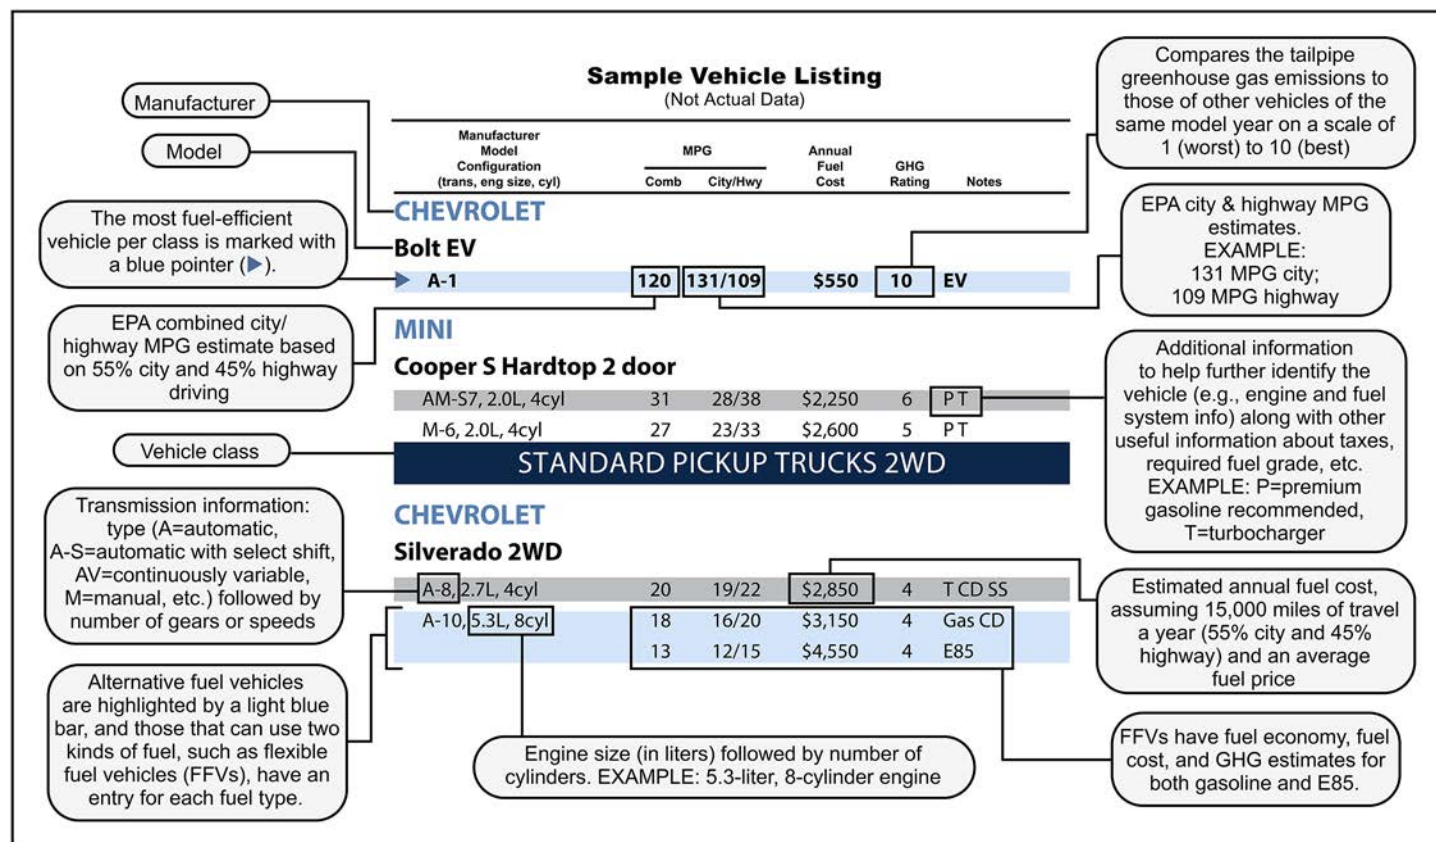 Sample Vehicle Listing
(Not Actual Data)
Manufacturer
Model
Configuration
(trans, eng size, cyl)
MPG
Comb
City/Hwy
Annual
Fuel
Cost
GHG
Rating
Notes
CHEVROLET
Bolt EV
▶ A-1 120 131/109 $550 10 EV
MINI
Cooper S Hardtop 2 door
AM-S7, 2.0L, 4cyl 31 28/38 $2,250 6 P T
M-6, 2.0L, 4cyl 27 23/33 $2,600 5 P T
STANDARD PICKUP TRUCKS 2WD
CHEVROLET
Silverado 2WD
A-8, 2.7L, 4cyl 20 19/22 $2,850 4 T CD SS
A-10, 5.3L, 8cyl 18 16/20 $3,150 4 Gas CD
13 12/15 $4,550 4 E85
Manufacturer
Model
The most fuel-efficient
vehicle per class is marked with
a blue pointer (▶).
EPA combined city/
highway MPG estimate based
on 55% city and 45% highway
driving
Vehicle class
Transmission information:
type (A=automatic,
A-S=automatic with select shift,
AV=continuously variable,
M=manual, etc.) followed by
number of gears or speeds
Alternative fuel vehicles
are highlighted by a light blue
bar, and those that can use two
kinds of fuel, such as flexible
fuel vehicles (FFVs), have an
entry for each fuel type.
Engine size (in liters) followed by number of
cylinders. EXAMPLE: 5.3-liter, 8-cylinder engine
Compares the tailpipe
greenhouse gas emissions to
those of other vehicles of the
same model year on a scale of
1 (worst) to 10 (best)
EPA city & highway MPG
estimates.
EXAMPLE:
131 MPG city;
109 MPG highway
Additional information
to help further identify the
vehicle (e.g., engine and fuel
system info) along with other
useful information about taxes,
required fuel grade, etc.
EXAMPLE: P=premium
gasoline recommended,
T=turbocharger
Estimated annual fuel cost,
assuming 15,000 miles of travel
a year (55% city and 45%
highway) and an average
fuel price
FFVs have fuel economy, fuel
cost, and GHG estimates for
both gasoline and E85.